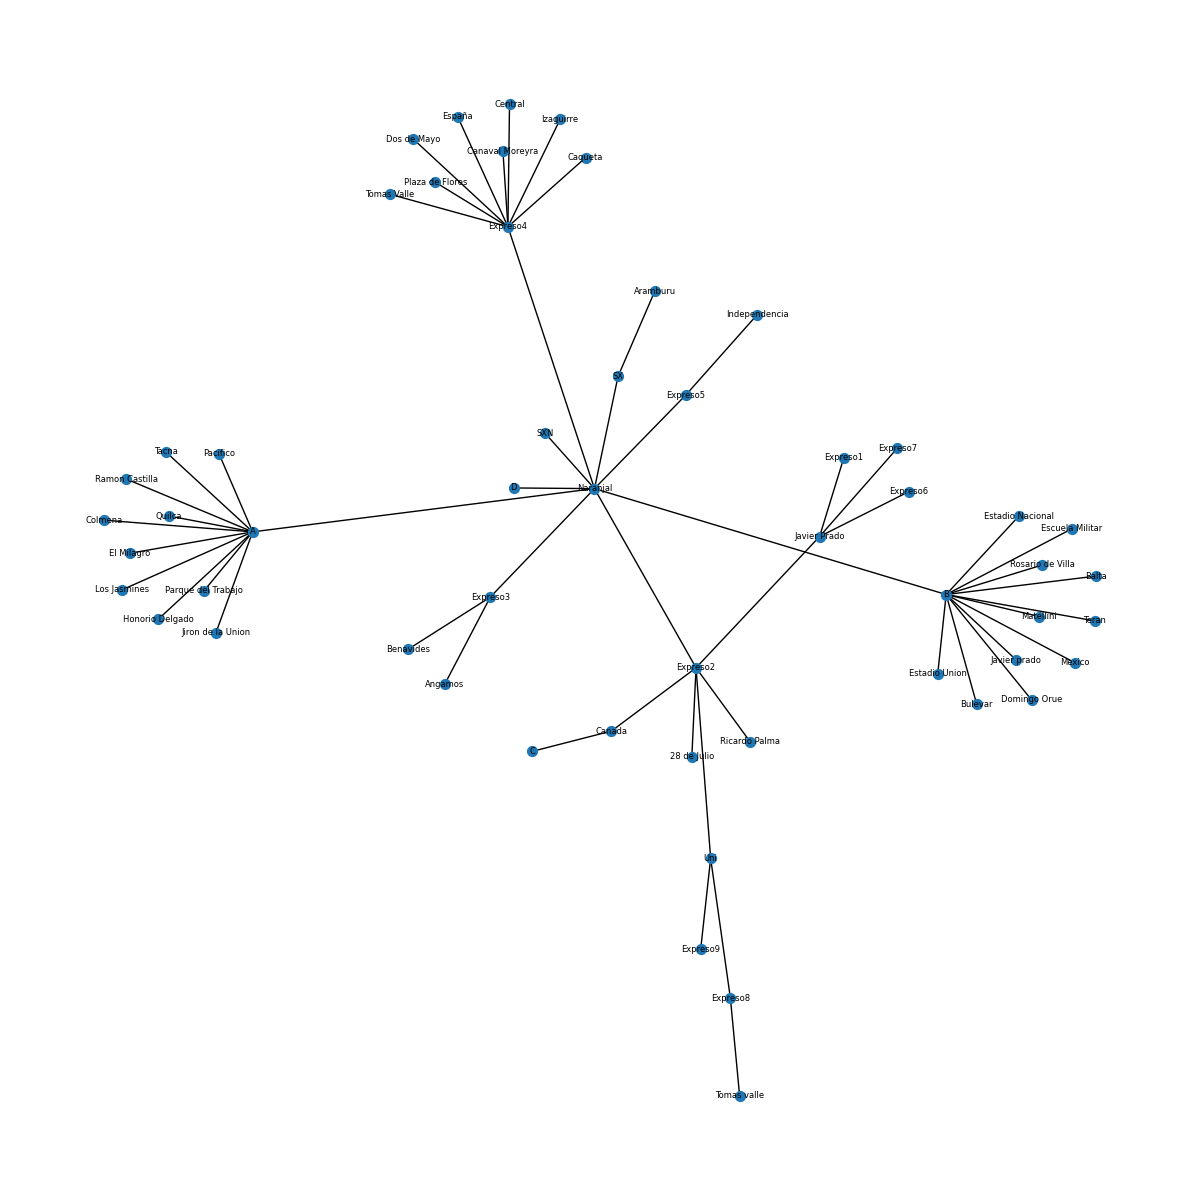 Central
España
Izaguirre
Dos de Mayo
Canaval Moreyra
Caqueta
Plaza de Flores
Tomas Valle
Expreso4
Aramburu
Independencia
SX
Expreso5
SXN
Expreso7
Tacna
Pacifico
Expreso1
Ramon Castilla
D
Naranjal
Expreso6
Colmena
Quilca
Estadio Nacional
A
Escuela Militar
Javier Prado
El Milagro
Rosario de Villa
Balta
Los Jasmines
Parque del Trabajo
B
Expreso3
Honorio Delgado
Matellini
Teran
Jiron de la Union
Benavides
Javier prado
Mexico
Expreso2
Estadio Union
Angamos
Domingo Orue
Bulevar
Canada
Ricardo Palma
C
28 de Julio
Uni
Expreso9
Expreso8
Tomas valle